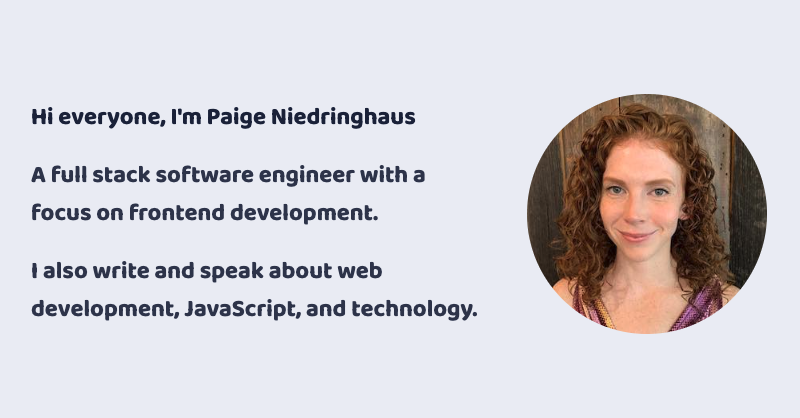 Hi everyone, I'm Paige Niedringhaus
A full stack software engineer with a
focus on frontend development.
I also write and speak about web
development, JavaScript, and technology.